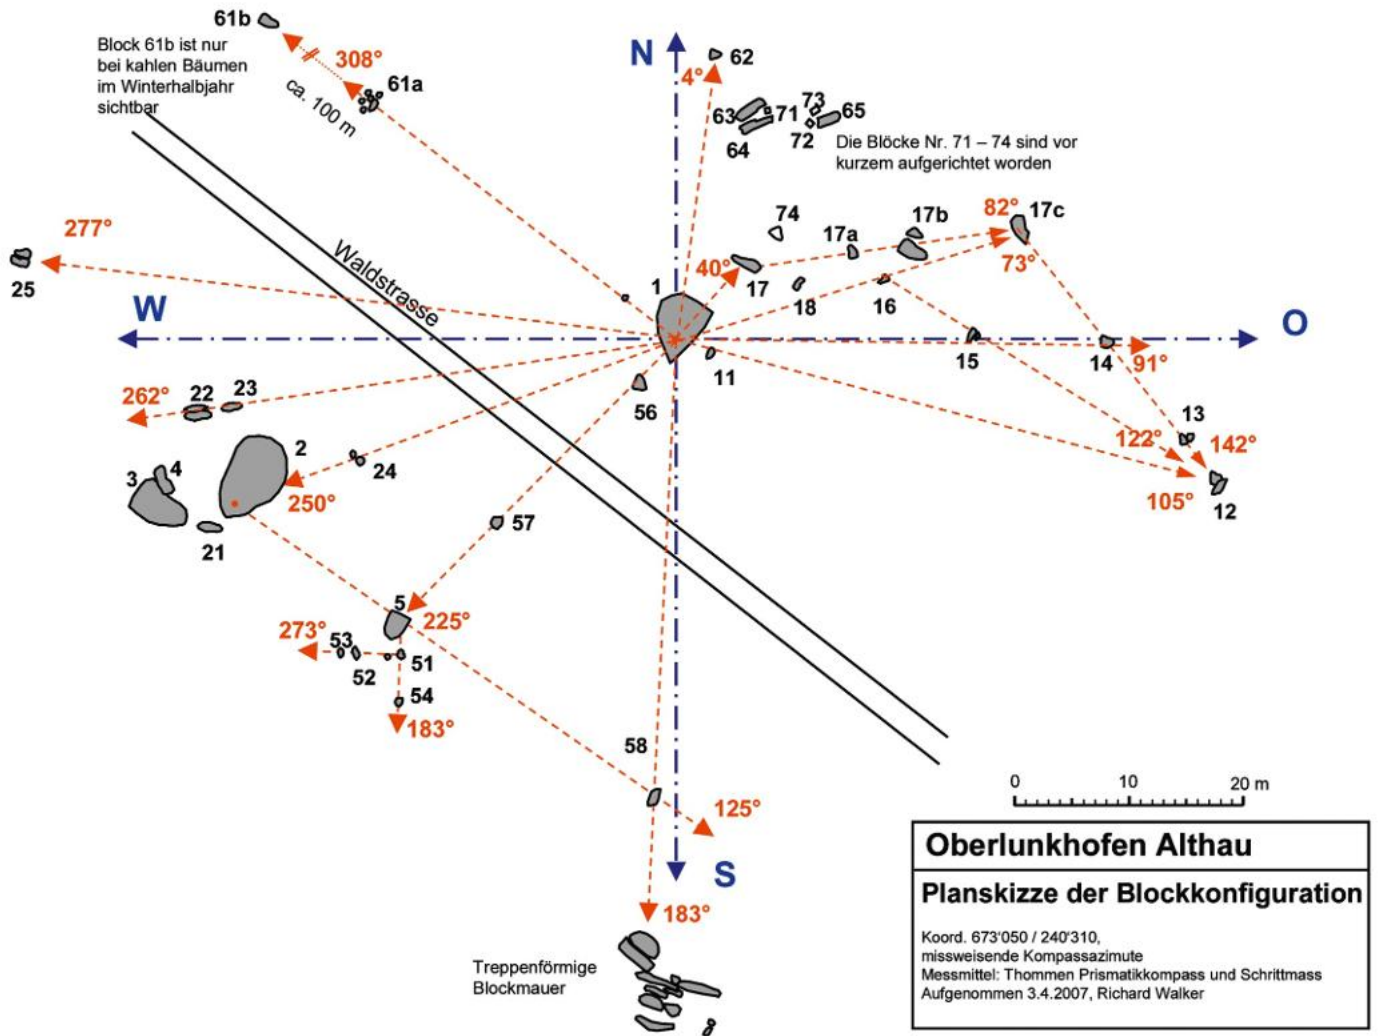 61b
Block 61b ist nur
bei kahlen Bäumen
im Winterhalbjahr
sichtbar
308°
61a
ca. 100 m
N
4°
62
63
71
73
65
64
72
Die Blöcke Nr. 71 – 74 sind vor
kurzem aufgerichtet worden
277°
25
W
Waldstrasse
1
40°
74
17a
17b
82°
17c
73°
17
18
16
O
11
15
14
91°
56
262°
22
23
2
24
3
4
250°
21
57
13
122°
142°
105°
12
5
225°
273°
53
51
52
54
183°
58
125°
S
183°
Treppenförmige
Blockmauer
0 10 20 m
Oberlunkhofen Althau
Planskizze der Blockkonfiguration
Koord. 673'050 / 240'310,
missweisende Kompassazimute
Messmittel: Thommen Prismatikkompass und Schrittmass
Aufgenommen 3.4.2007, Richard Walker